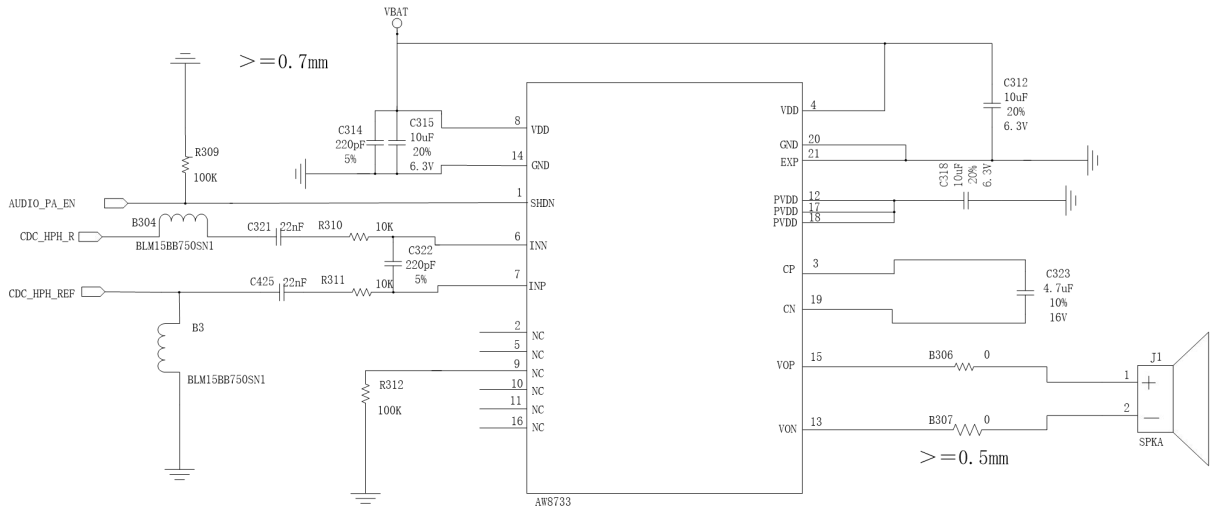 VBAT
>=0.7mm
C312
10uF
20%
6.3V
VDD 4
8 VDD
C314 C315
220pF 10uF
5% 20%
6.3V
GND 20
EXP 21
14 GND
R309
100K
C318
10uF
20%
6.3V
1 SHDN
AUDIO_PA_EN
PVDD 12
PVDD 17
PVDD 18
B304
BLM15BB750SN1
CDC_HPH_R
C321 22nF R310 10K
6 INN
C322
220pF
5%
CP 3
C323
4.7uF
10%
16V
CDC_HPH_REF
C425 22nF R311 10K
7 INP
CN 19
B3
BLM15BB750SN1
2 NC
5 NC
9 NC
10 NC
11 NC
16 NC
R312
100K
VOP 15
B306 0
J1
1 +
2 −
SPKA
VON 13
B307 0
>=0.5mm
AW8733